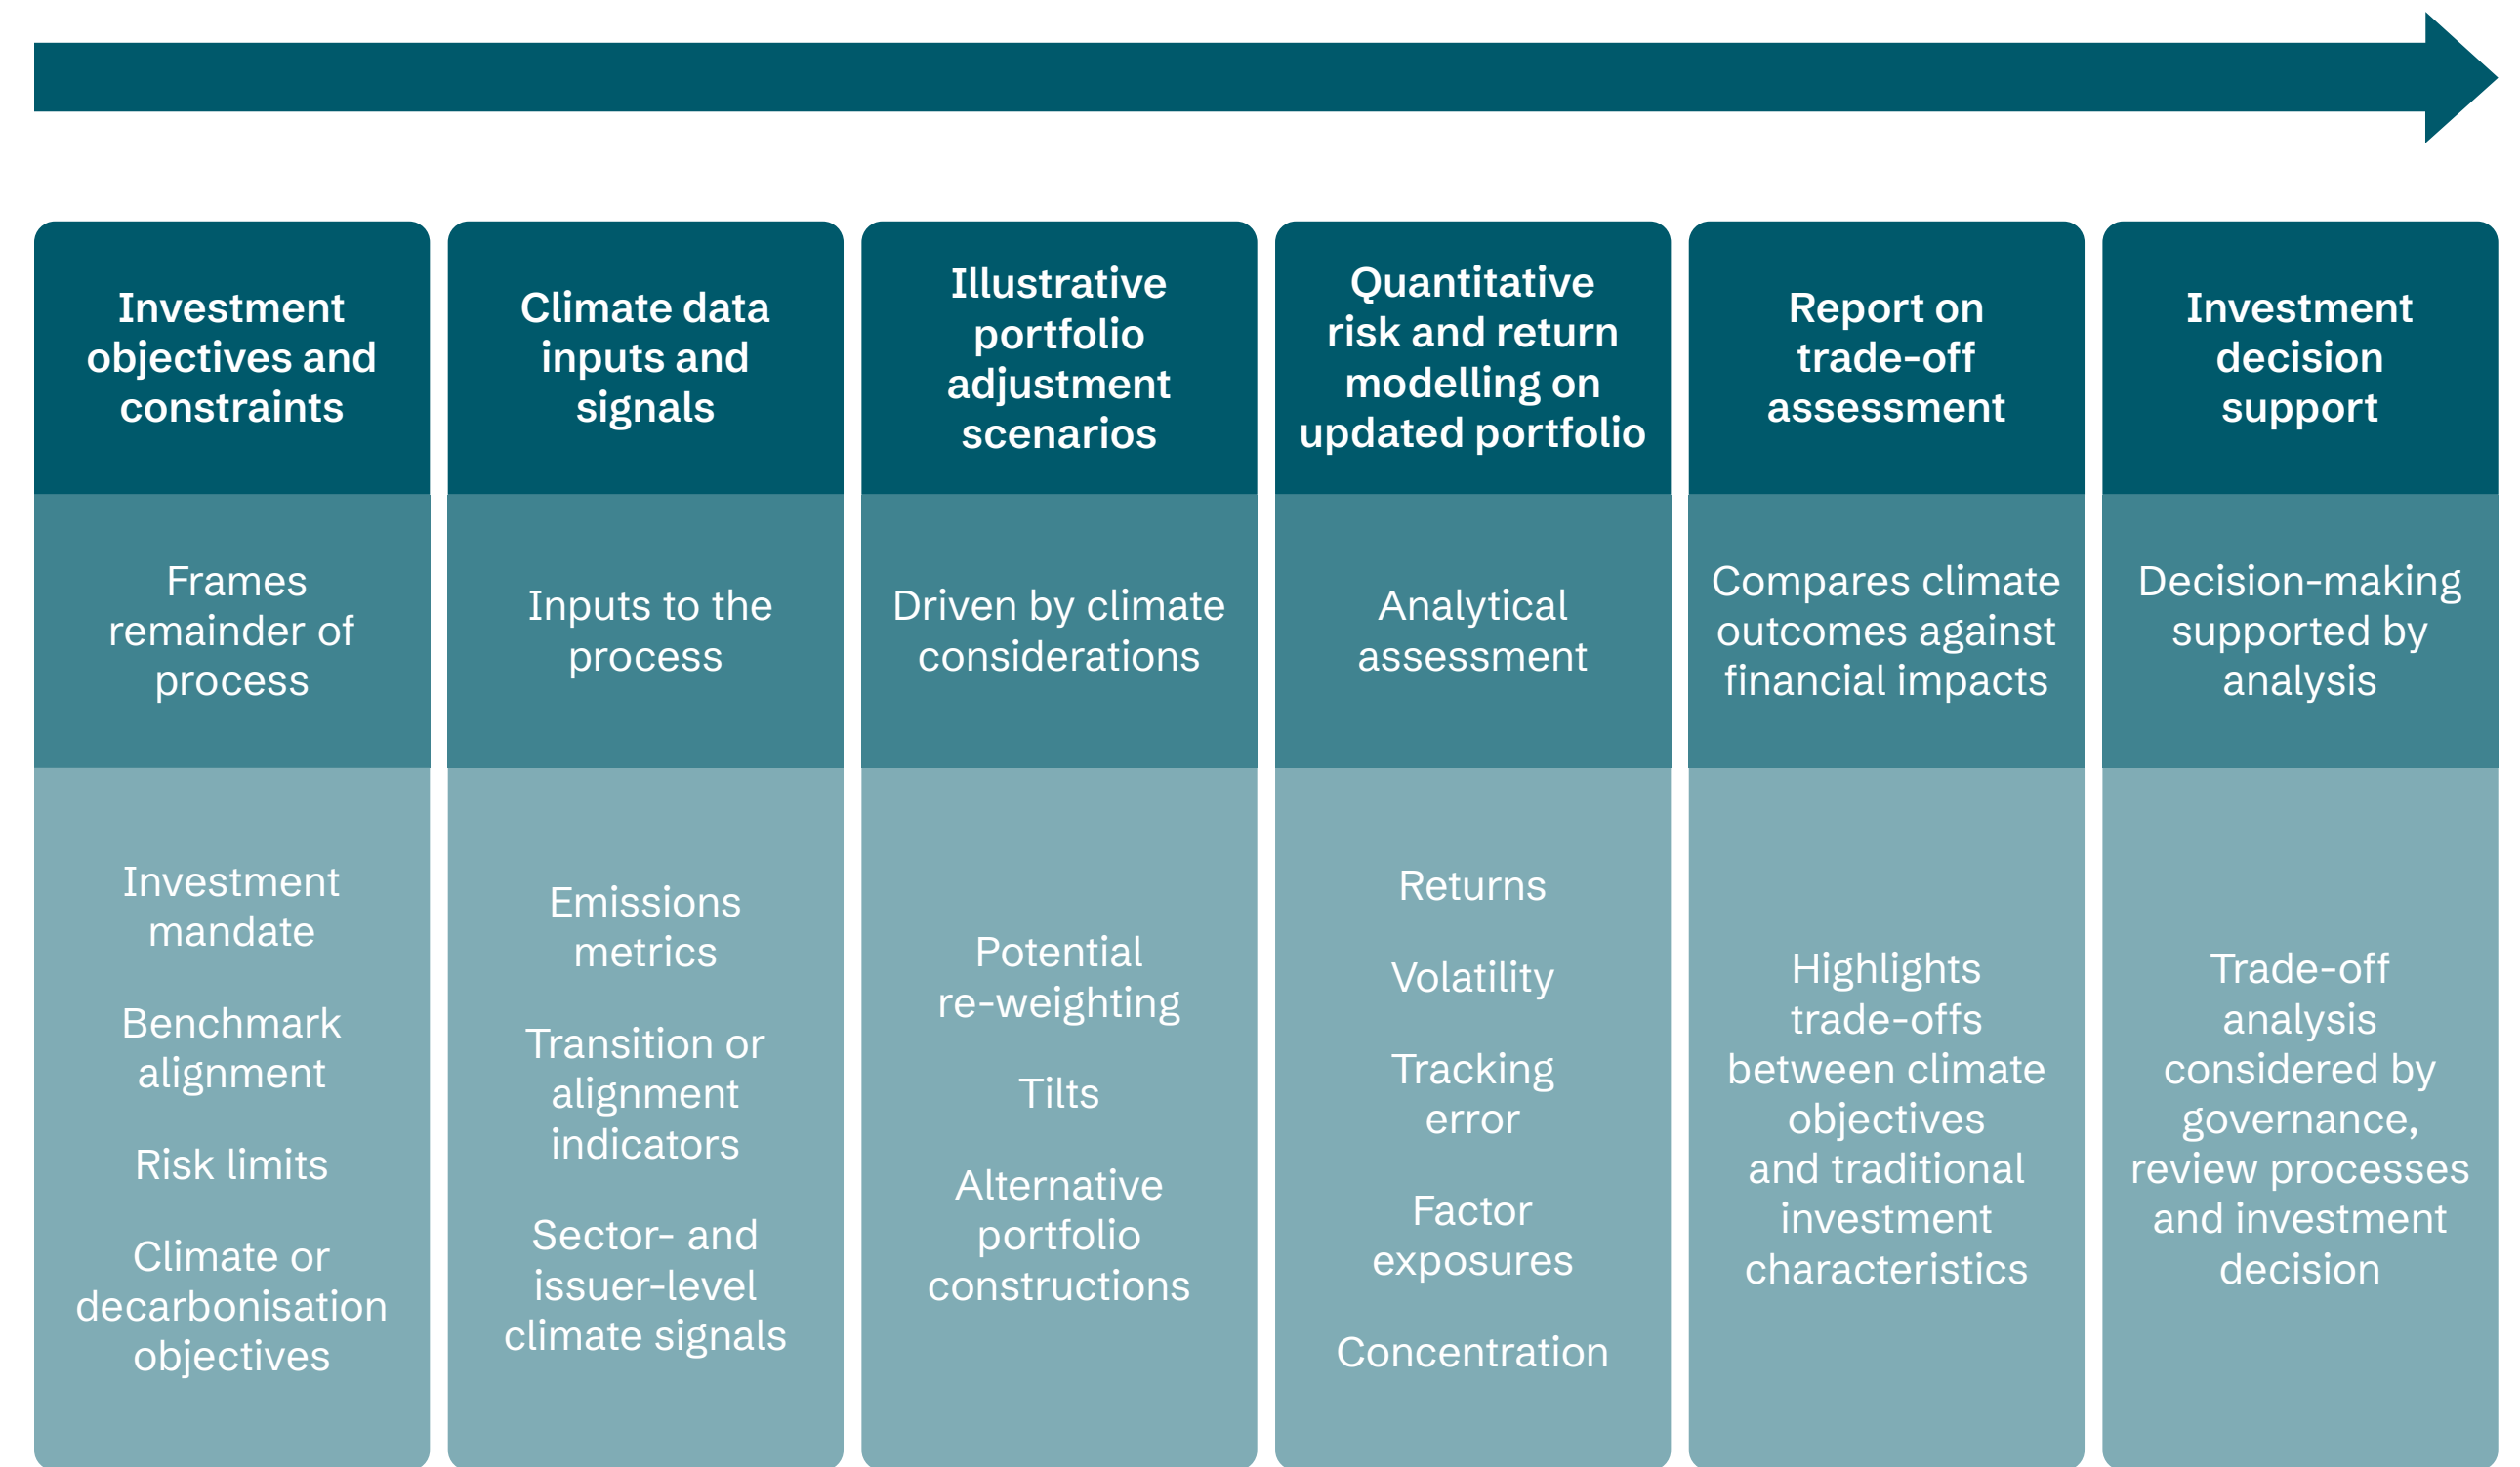 Investment
objectives and
constraints
Frames
remainder of
process
Investment
mandate
Benchmark
alignment
Risk limits
Climate or
decarbonisation
objectives
Climate data
inputs and
signals
Inputs to the
process
Emissions
metrics
Transition or
alignment
indicators
Sector- and
issuer-level
climate signals
Illustrative
portfolio
adjustment
scenarios
Driven by climate
considerations
Potential
re-weighting
Tilts
Alternative
portfolio
constructions
Quantitative
risk and return
modelling on
updated portfolio
Analytical
assessment
Returns
Volatility
Tracking
error
Factor
exposures
Concentration
Report on
trade-off
assessment
Compares climate
outcomes against
financial impacts
Highlights
trade-offs
between climate
objectives
and traditional
investment
characteristics
Investment
decision
support
Decision-making
supported by
analysis
Trade-off
analysis
considered by
governance,
review processes
and investment
decision